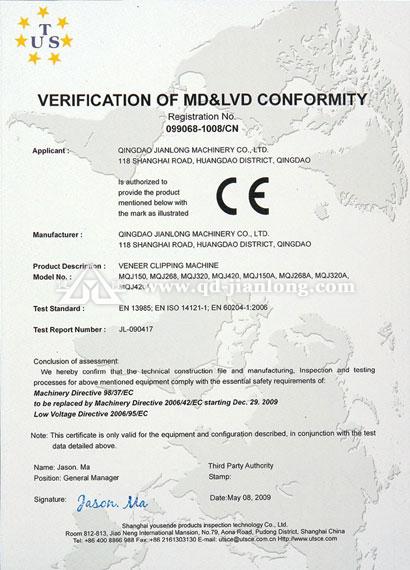 T
US
VERIFICATION OF MD&LVD CONFORMITY
Registration No.
099068-1008/CN
Applicant : QINGDAO JIANLONG MACHINERY CO., LTD.
118 SHANGHAI ROAD, HUANGDAO DISTRICT, QINGDAO
Is authorized to
provide the product
mentioned below with
the mark as illustrated
CE
Manufacturer : QINGDAO JIANLONG MACHINERY CO., LTD.
118 SHANGHAI ROAD, HUANGDAO DISTRICT, QINGDAO
Product Description : VENEER CLIPPING MACHINE
Model No. : MQJ150, MQJ268, MQJ320, MQJ420, MQJ150A, MQJ268A, MQJ320A,
www.qd-jianlong.com
Test Standard : EN 13985; EN ISO 14121-1; EN 60204-1:2006
Test Report Number : JL-090417
Conclusion of assessment:
We hereby confirm that the technical construction file and manufacturing, Inspection and testing
processes for above mentioned equipment comply with the essential safety requirements of:
Machinery Directive 98/37/EC
to be replaced by Machinery Directive 2006/42/EC starting Dec. 29. 2009
Low Voltage Directive 2006/95/EC
Note: This certificate is only valid for the equipment and configuration described, in conjunction with the test
data detailed above.
Name: Jason. Ma
Position: General Manager
Third Party Authority
Stamp:
Signature: Jason. Ma
Date:May 08, 2009
Shanghai yousende products inspection technology Co., Ltd.
Room 812-813, Jiao Neng International Mansion, No.79, Aona Road, Pudong District, Shanghai China
Tel: +86 400 8866 988 Fax:+86 2161303130 E-mail: utsce@utsce.com.cn Http://www.utsce.com